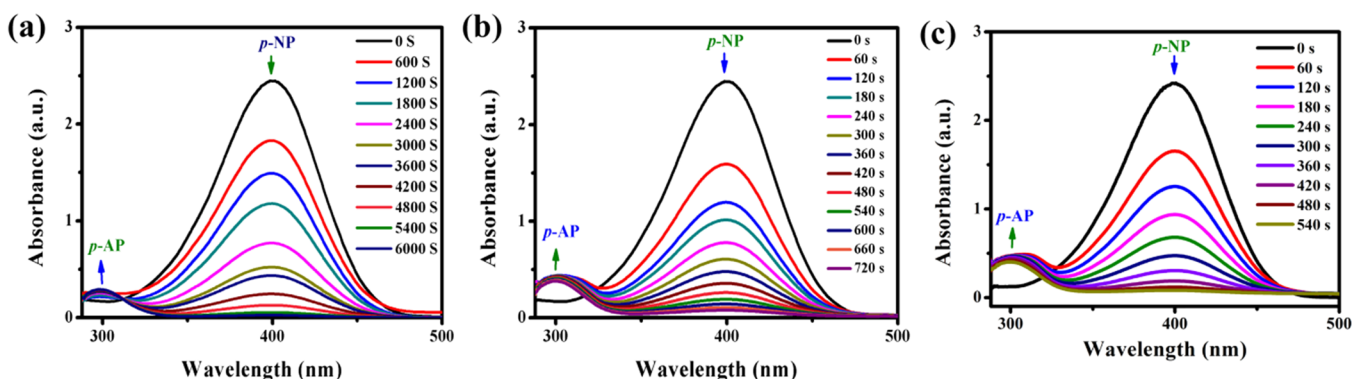 (a)
3
2
1
0
300
400
500
Absorbance (a.u.)
Wavelength (nm)
p-NP
p-AP
0 S
600 S
1200 S
1800 S
2400 S
3000 S
3600 S
4200 S
4800 S
5400 S
6000 S
(b)
3
2
1
0
300
400
500
Absorbance (a.u.)
Wavelength (nm)
p-NP
p-AP
0 s
60 s
120 s
180 s
240 s
300 s
360 s
420 s
480 s
540 s
600 s
660 s
720 s
(c)
3
2
1
0
300
400
500
Absorbance (a.u.)
Wavelength (nm)
p-NP
p-AP
0 s
60 s
120 s
180 s
240 s
300 s
360 s
420 s
480 s
540 s